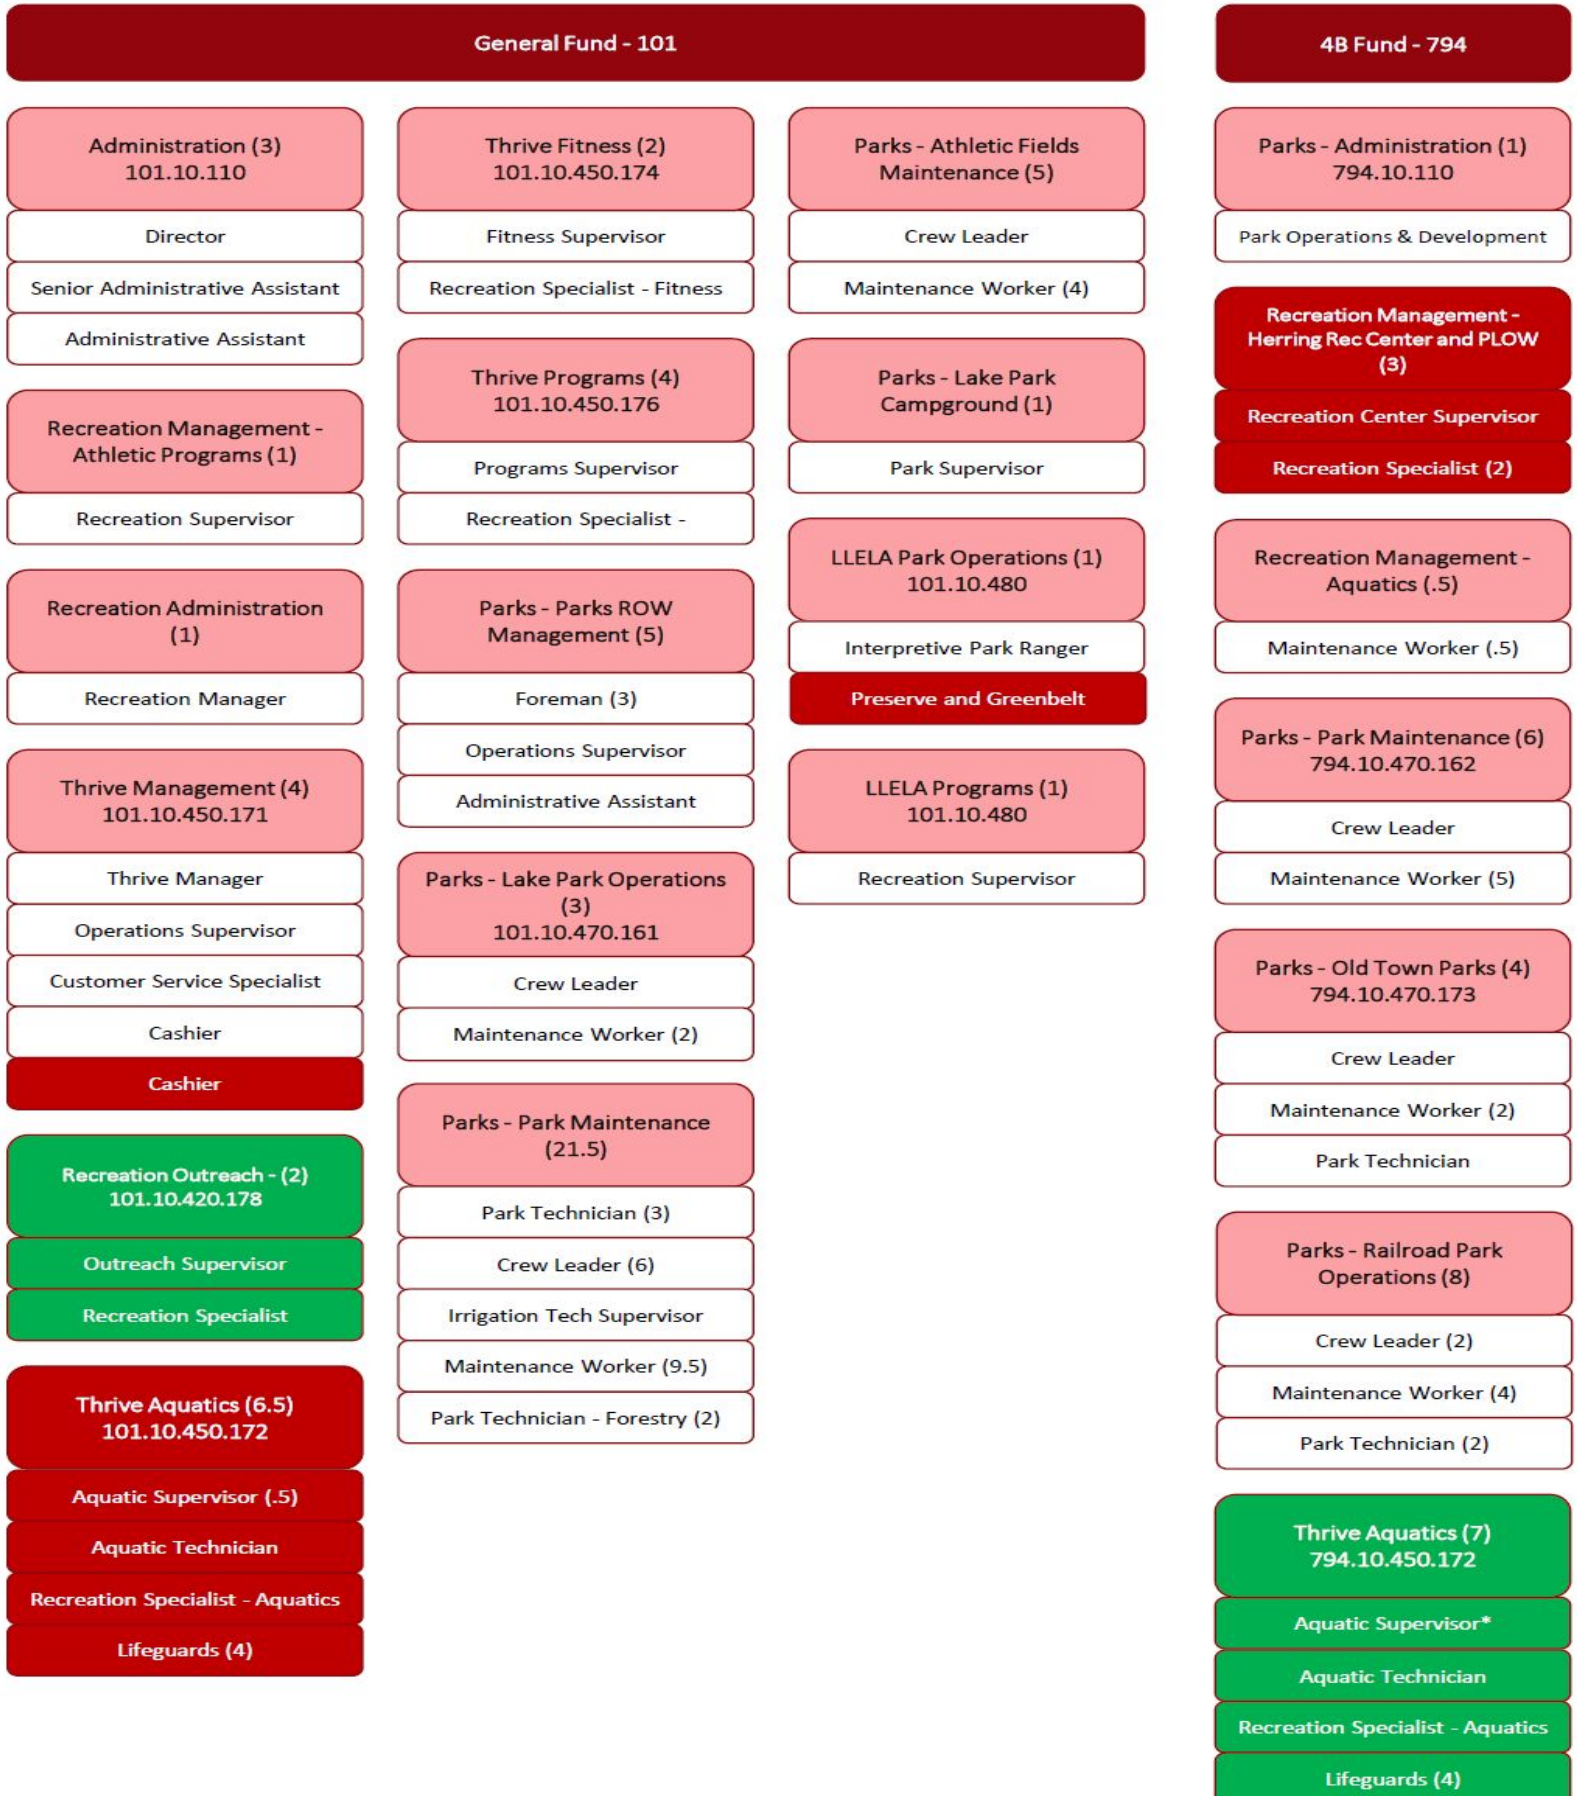 General Fund - 101
Administration (3)
101.10.110
Director
Senior Administrative Assistant
Administrative Assistant
Recreation Management -
Athletic Programs (1)
Recreation Supervisor
Recreation Administration
(1)
Recreation Manager
Thrive Management (4)
101.10.450.171
Thrive Manager
Operations Supervisor
Customer Service Specialist
Cashier
Cashier
Recreation Outreach - (2)
101.10.420.178
Outreach Supervisor
Recreation Specialist
Thrive Aquatics (6.5)
101.10.450.172
Aquatic Supervisor (.5)
Aquatic Technician
Recreation Specialist - Aquatics
Lifeguards (4)
Thrive Fitness (2)
101.10.450.174
Fitness Supervisor
Recreation Specialist - Fitness
Thrive Programs (4)
101.10.450.176
Programs Supervisor
Recreation Specialist -
Parks - Parks ROW
Management (5)
Foreman (3)
Operations Supervisor
Administrative Assistant
Parks - Lake Park Operations
(3)
101.10.470.161
Crew Leader
Maintenance Worker (2)
Parks - Park Maintenance
(21.5)
Park Technician (3)
Crew Leader (6)
Irrigation Tech Supervisor
Maintenance Worker (9.5)
Park Technician - Forestry (2)
Parks - Athletic Fields
Maintenance (5)
Crew Leader
Maintenance Worker (4)
Parks - Lake Park
Campground (1)
Park Supervisor
LLELA Park Operations (1)
101.10.480
Interpretive Park Ranger
Preserve and Greenbelt
LLELA Programs (1)
101.10.480
Recreation Supervisor
4B Fund - 794
Parks - Administration (1)
794.10.110
Park Operations & Development
Recreation Management -
Herring Rec Center and PLOW
(3)
Recreation Center Supervisor
Recreation Specialist (2)
Recreation Management -
Aquatics (.5)
Maintenance Worker (.5)
Parks - Park Maintenance (6)
794.10.470.162
Crew Leader
Maintenance Worker (5)
Parks - Old Town Parks (4)
794.10.470.173
Crew Leader
Maintenance Worker (2)
Park Technician
Parks - Railroad Park
Operations (8)
Crew Leader (2)
Maintenance Worker (4)
Park Technician (2)
Thrive Aquatics (7)
794.10.450.172
Aquatic Supervisor*
Aquatic Technician
Recreation Specialist - Aquatics
Lifeguards (4)